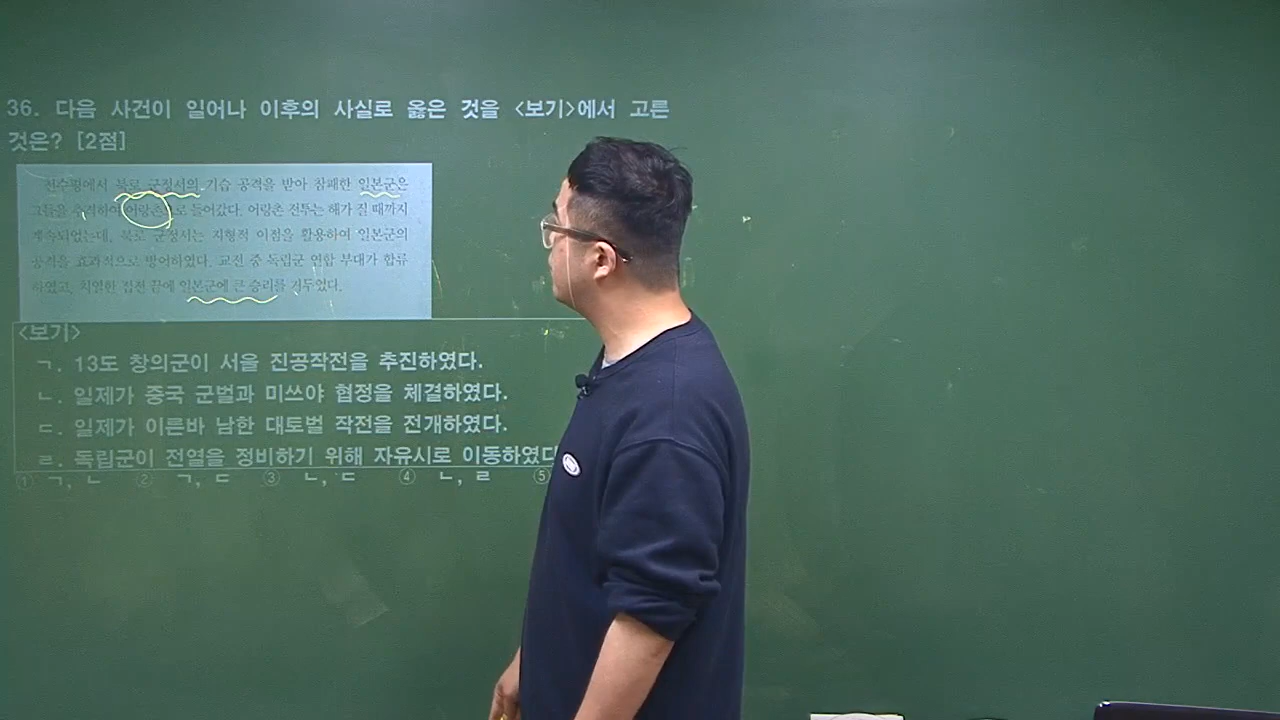 36. 다음 사건이 일어나 이후의 사실로 옳은 것을 <보기>에서 고른
것은? [2점]
천수평에서 북로 군정서의 기습 공격을 받아 참패한 일본군은
그들을 추격하여 어랑촌으로 들어갔다. 어랑촌 전투는 해가 질 때까지
계속되었는데, 북로 군정서는 지형적 이점을 활용하여 일본군의
공격을 효과적으로 방어하였다. 교전 중 독립군 연합 부대가 합류
하였고, 치열한 접전 끝에 일본군에 큰 승리를 거두었다.
<보기>
ㄱ. 13도 창의군이 서울 진공작전을 추진하였다.
ㄴ. 일제가 중국 군벌과 미쓰야 협정을 체결하였다.
ㄷ. 일제가 이른바 남한 대토벌 작전을 전개하였다.
ㄹ. 독립군이 전열을 정비하기 위해 자유시로 이동하였다
① ㄱ, ㄴ ② ㄱ, ㄷ ③ ㄴ, ㄷ ④ ㄴ, ㄹ ⑤